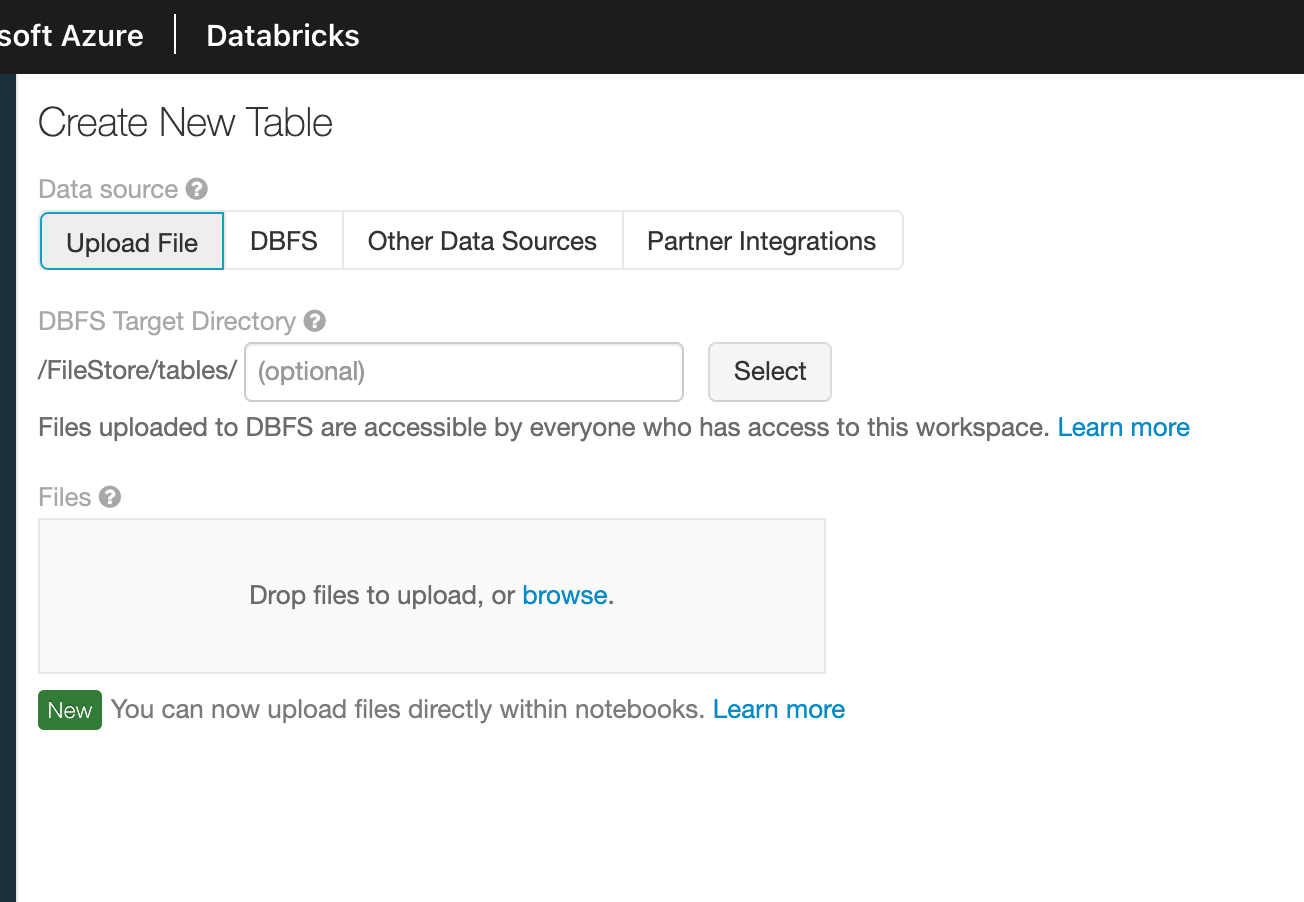 soft Azure | Databricks
Create New Table
Data source ?
Upload File DBFS Other Data Sources Partner Integrations
DBFS Target Directory ?
/FileStore/tables/ (optional) Select
Files uploaded to DBFS are accessible by everyone who has access to this workspace. Learn more
Files ?
Drop files to upload, or browse.
New You can now upload files directly within notebooks. Learn more